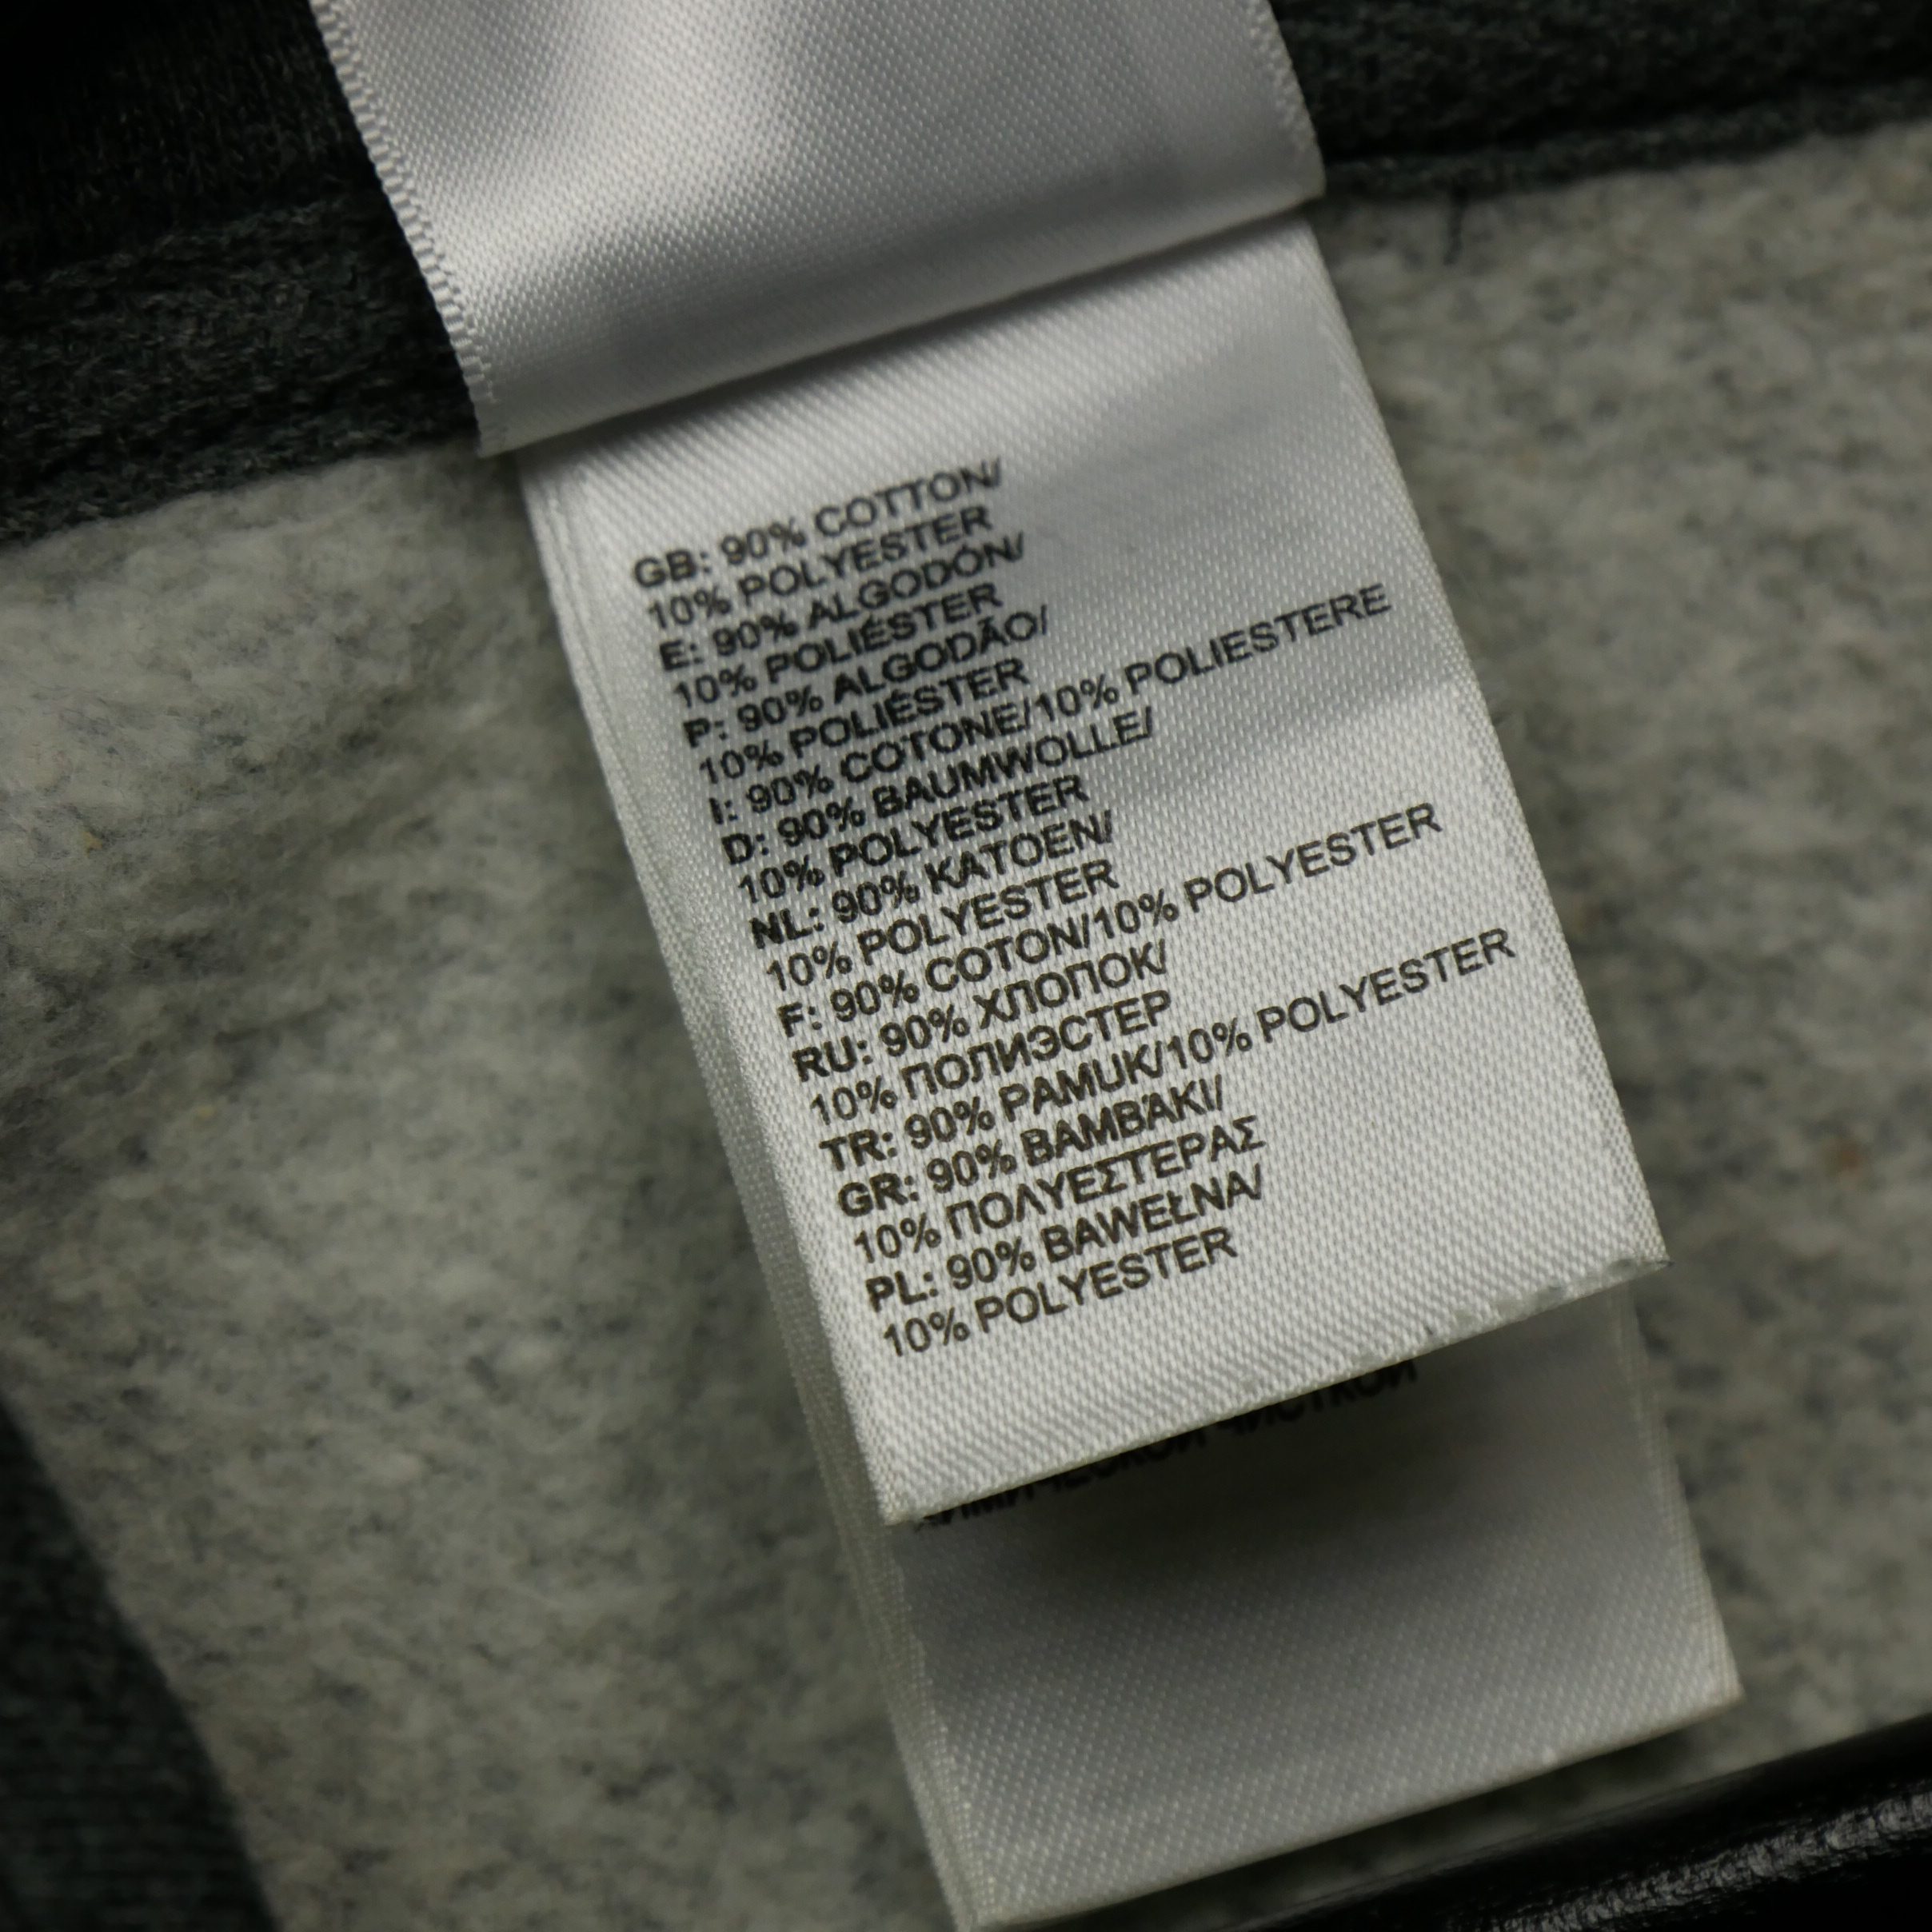 GB: 90% COTTON/
10% POLYESTER
E: 90% ALGODÓN/
10% POLIÉSTER
P: 90% ALGODÃO/
10% POLIÉSTER
I: 90% COTONE/10% POLIESTERE
D: 90% BAUMWOLLE/
10% POLYESTER
NL: 90% KATOEN/
10% POLYESTER
F: 90% COTON/10% POLYESTER
RU: 90% ХЛОПОК/
10% ПОЛИЭСТЕР
TR: 90% PAMUK/10% POLYESTER
GR: 90% ΒΑΜΒΆΚΙ/
10% ΠΟΛΥΕΣΤΕΡΑΣ
PL: 90% BAWEŁNA/
10% POLYESTER
ЧИСТКОЙ